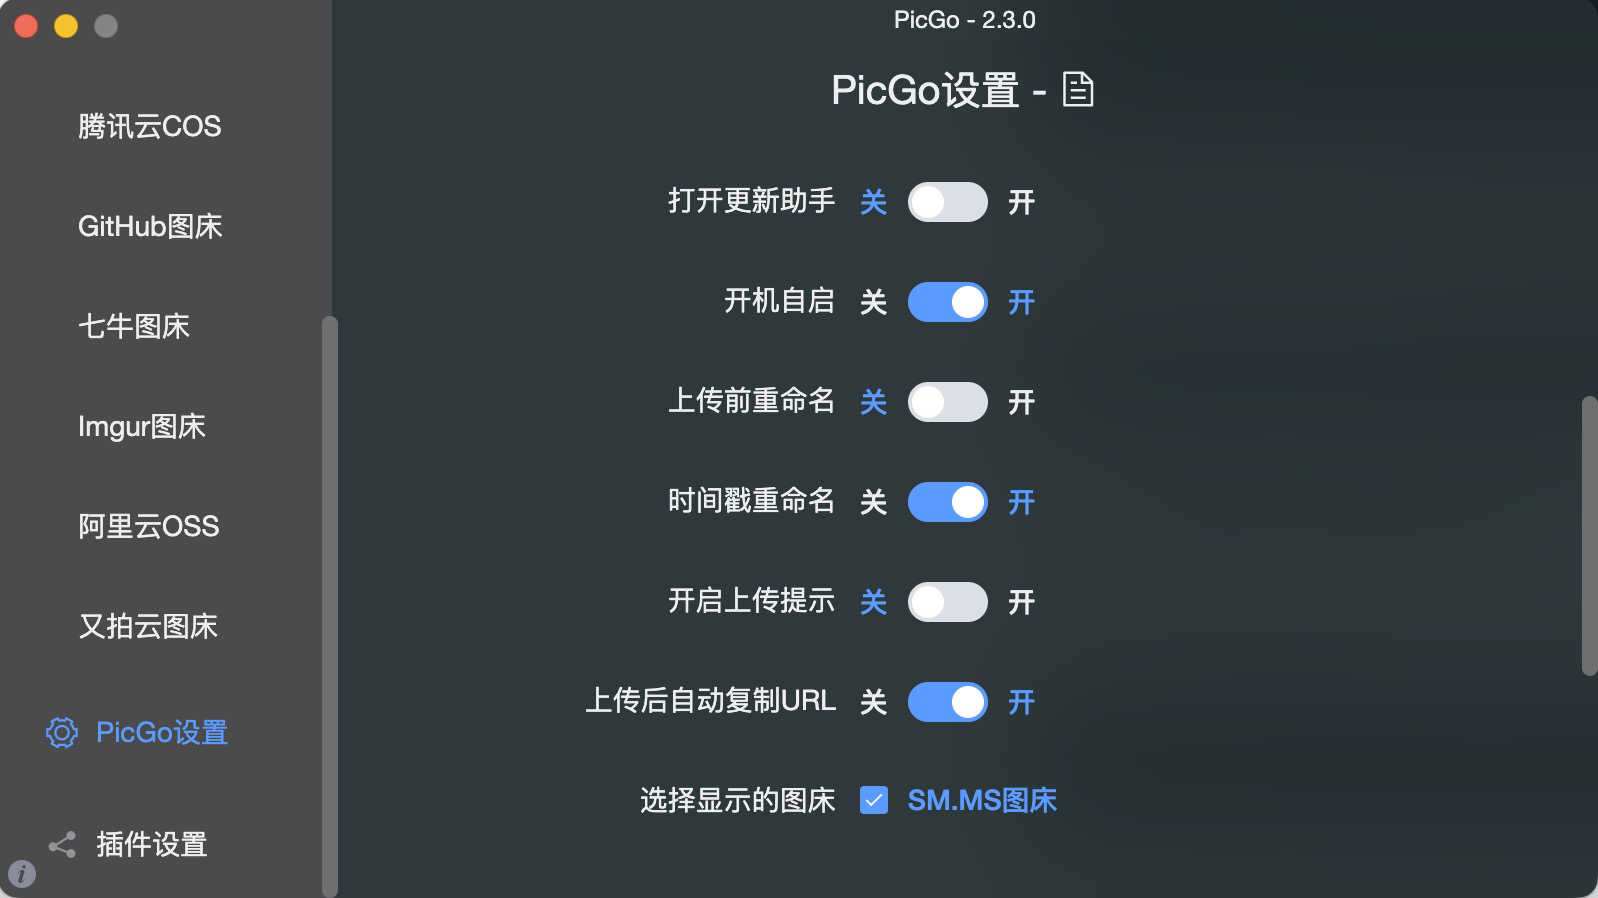 PicGo - 2.3.0
PicGo设置 -
腾讯云COS
GitHub图床
七牛图床
Imgur图床
阿里云OSS
又拍云图床
PicGo设置
插件设置
打开更新助手 关 开
开机自启 关 开
上传前重命名 关 开
时间戳重命名 关 开
开启上传提示 关 开
上传后自动复制URL 关 开
选择显示的图床 SM.MS图床